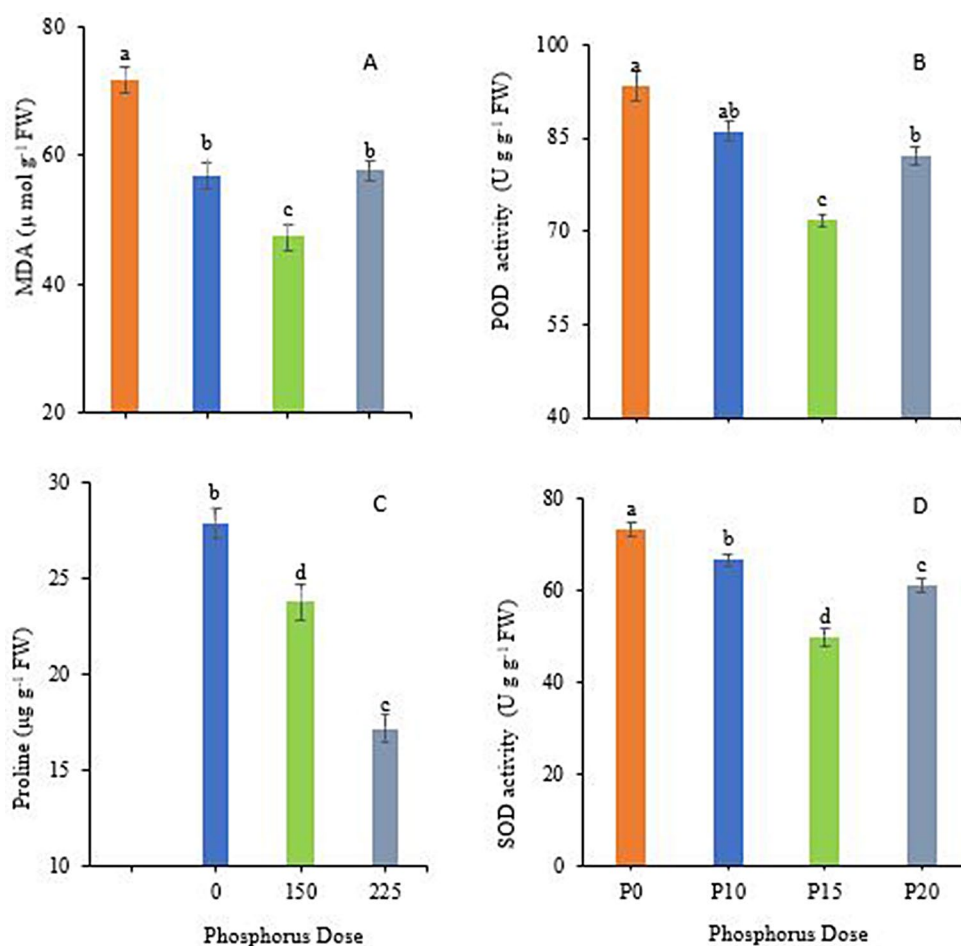 80
60
40
20
MDA (µ mol g⁻¹ FW)
a
b
c
b
A
100
85
70
55
40
POD activity (U g g⁻¹ FW)
a
ab
c
b
B
30
25
20
15
10
Proline (µg g⁻¹ FW)
b
d
c
C
0
150
225
Phosphorus Dose
80
60
40
20
0
SOD activity (U g g⁻¹ FW)
a
b
d
c
D
P0
P10
P15
P20
Phosphorus Dose